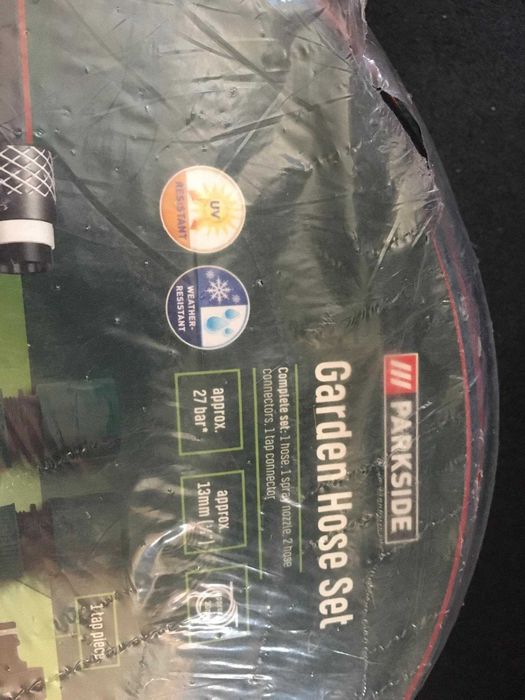 PARKSIDE
Garden Hose Set
Complete set: 1 hose, 1 spray nozzle, 2 hose
connectors, 1 tap connector
UV
RESISTANT
WEATHER-
RESISTANT
approx.
27 bar*
approx
13mm
1 tap piece